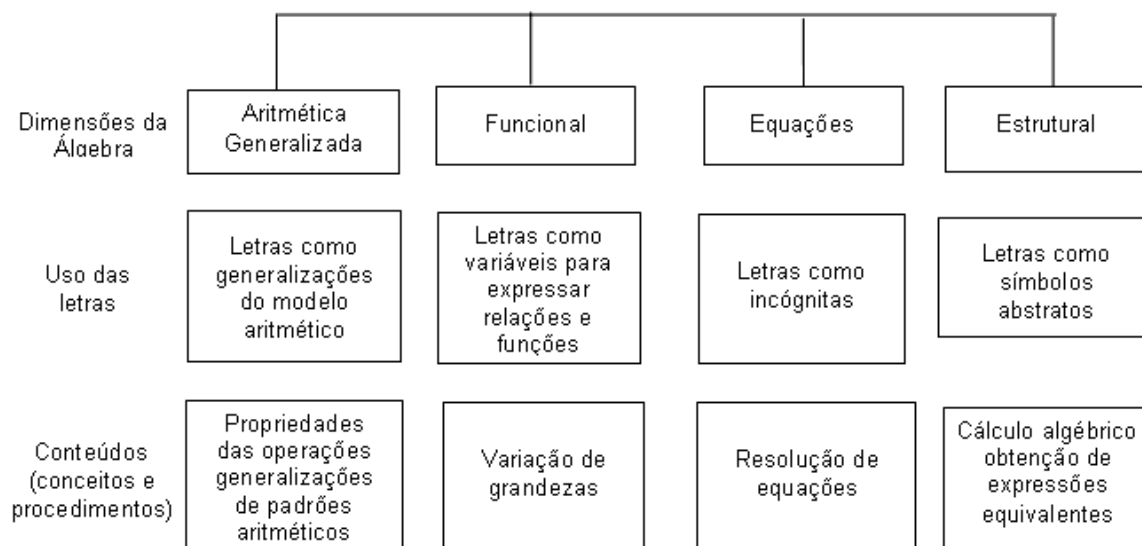 Dimensões da
Álgebra
Aritmética
Generalizada
Funcional
Equações
Estrutural
Uso das
letras
Letras como
generalizações
do modelo
aritmético
Letras como
variáveis para
expressar
relações e
funções
Letras como
incógnitas
Letras como
símbolos
abstratos
Conteúdos
(conceitos e
procedimentos)
Propriedades
das operações
generalizações
de padrões
aritméticos
Variação de
grandezas
Resolução de
equações
Cálculo algébrico
obtenção de
expressões
equivalentes